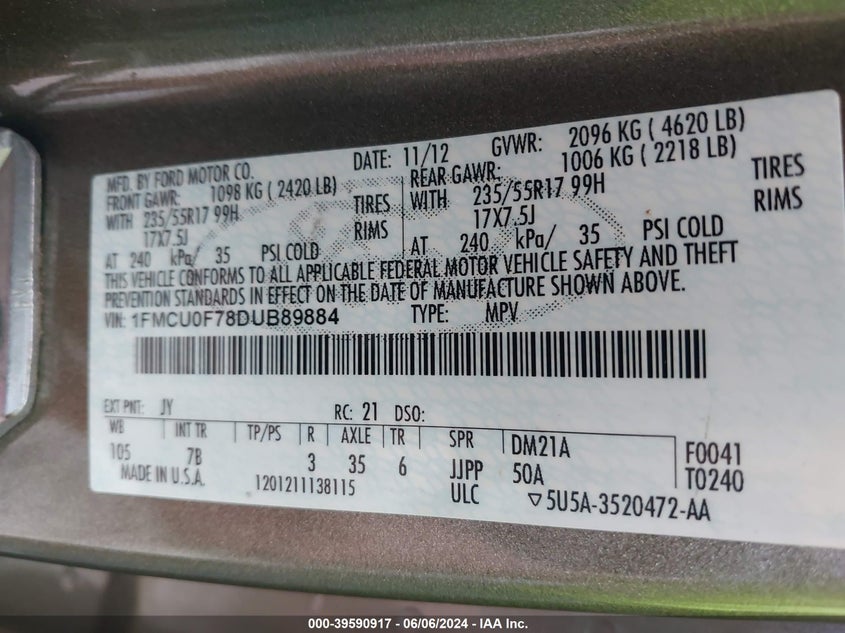 MFD. BY FORD MOTOR CO. DATE: 11/12 GVWR: 2096 KG ( 4620 LB)
FRONT GAWR: 1098 KG ( 2420 LB) REAR GAWR: 1006 KG ( 2218 LB)
WITH 235/55R17 99H TIRES WITH 235/55R17 99H TIRES
17X7.5J RIMS 17X7.5J RIMS
AT 240 kPa/ 35 PSI COLD AT 240 kPa/ 35 PSI COLD
THIS VEHICLE CONFORMS TO ALL APPLICABLE FEDERAL MOTOR VEHICLE SAFETY AND THEFT
PREVENTION STANDARDS IN EFFECT ON THE DATE OF MANUFACTURE SHOWN ABOVE.
VIN: 1FMCU0F78DUB89884 TYPE: MPV
EXT PNT: JY RC: 21 DSO:
WB INT TR TP/PS R AXLE TR SPR DM21A F0041
105 7B 3 35 6 JJPP 50A T0240
MADE IN U.S.A. 1201211138115 ULC ▽5U5A-3520472-AA
000-39590917 - 06/06/2024 - IAA Inc.